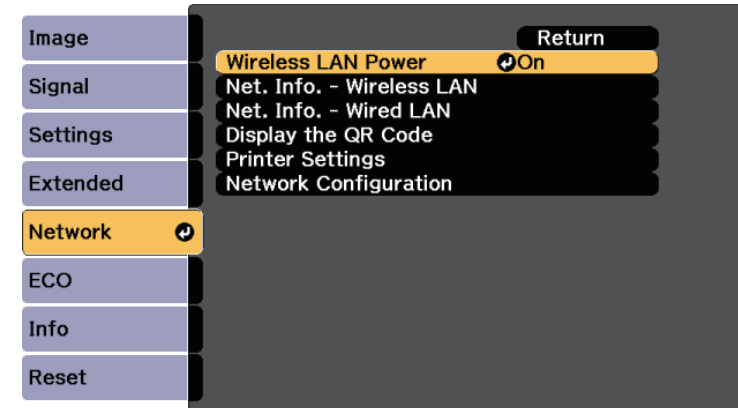 Image
Signal
Settings
Extended
Network
ECO
Info
Reset
Return
Wireless LAN Power On
Net. Info. - Wireless LAN
Net. Info. - Wired LAN
Display the QR Code
Printer Settings
Network Configuration